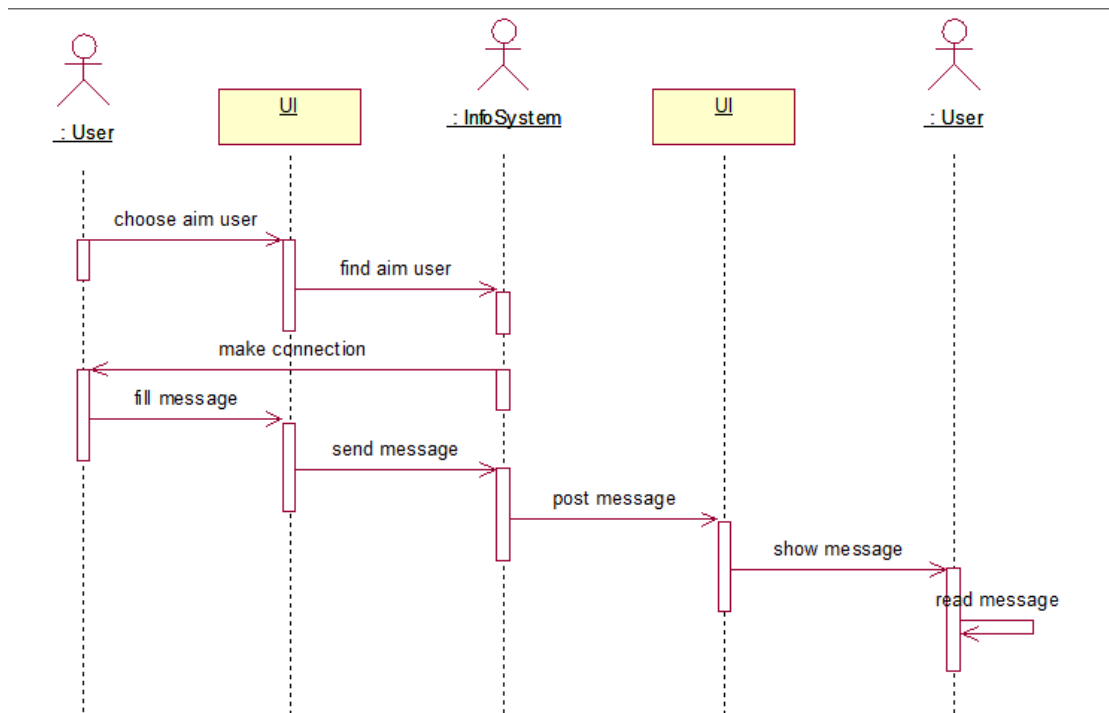 : User
UI
: InfoSystem
UI
: User
choose aim user
find aim user
make connection
fill message
send message
post message
show message
read message